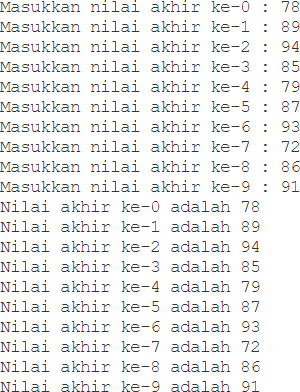 Masukkan nilai akhir ke-0 : 78
Masukkan nilai akhir ke-1 : 89
Masukkan nilai akhir ke-2 : 94
Masukkan nilai akhir ke-3 : 85
Masukkan nilai akhir ke-4 : 79
Masukkan nilai akhir ke-5 : 87
Masukkan nilai akhir ke-6 : 93
Masukkan nilai akhir ke-7 : 72
Masukkan nilai akhir ke-8 : 86
Masukkan nilai akhir ke-9 : 91
Nilai akhir ke-0 adalah 78
Nilai akhir ke-1 adalah 89
Nilai akhir ke-2 adalah 94
Nilai akhir ke-3 adalah 85
Nilai akhir ke-4 adalah 79
Nilai akhir ke-5 adalah 87
Nilai akhir ke-6 adalah 93
Nilai akhir ke-7 adalah 72
Nilai akhir ke-8 adalah 86
Nilai akhir ke-9 adalah 91